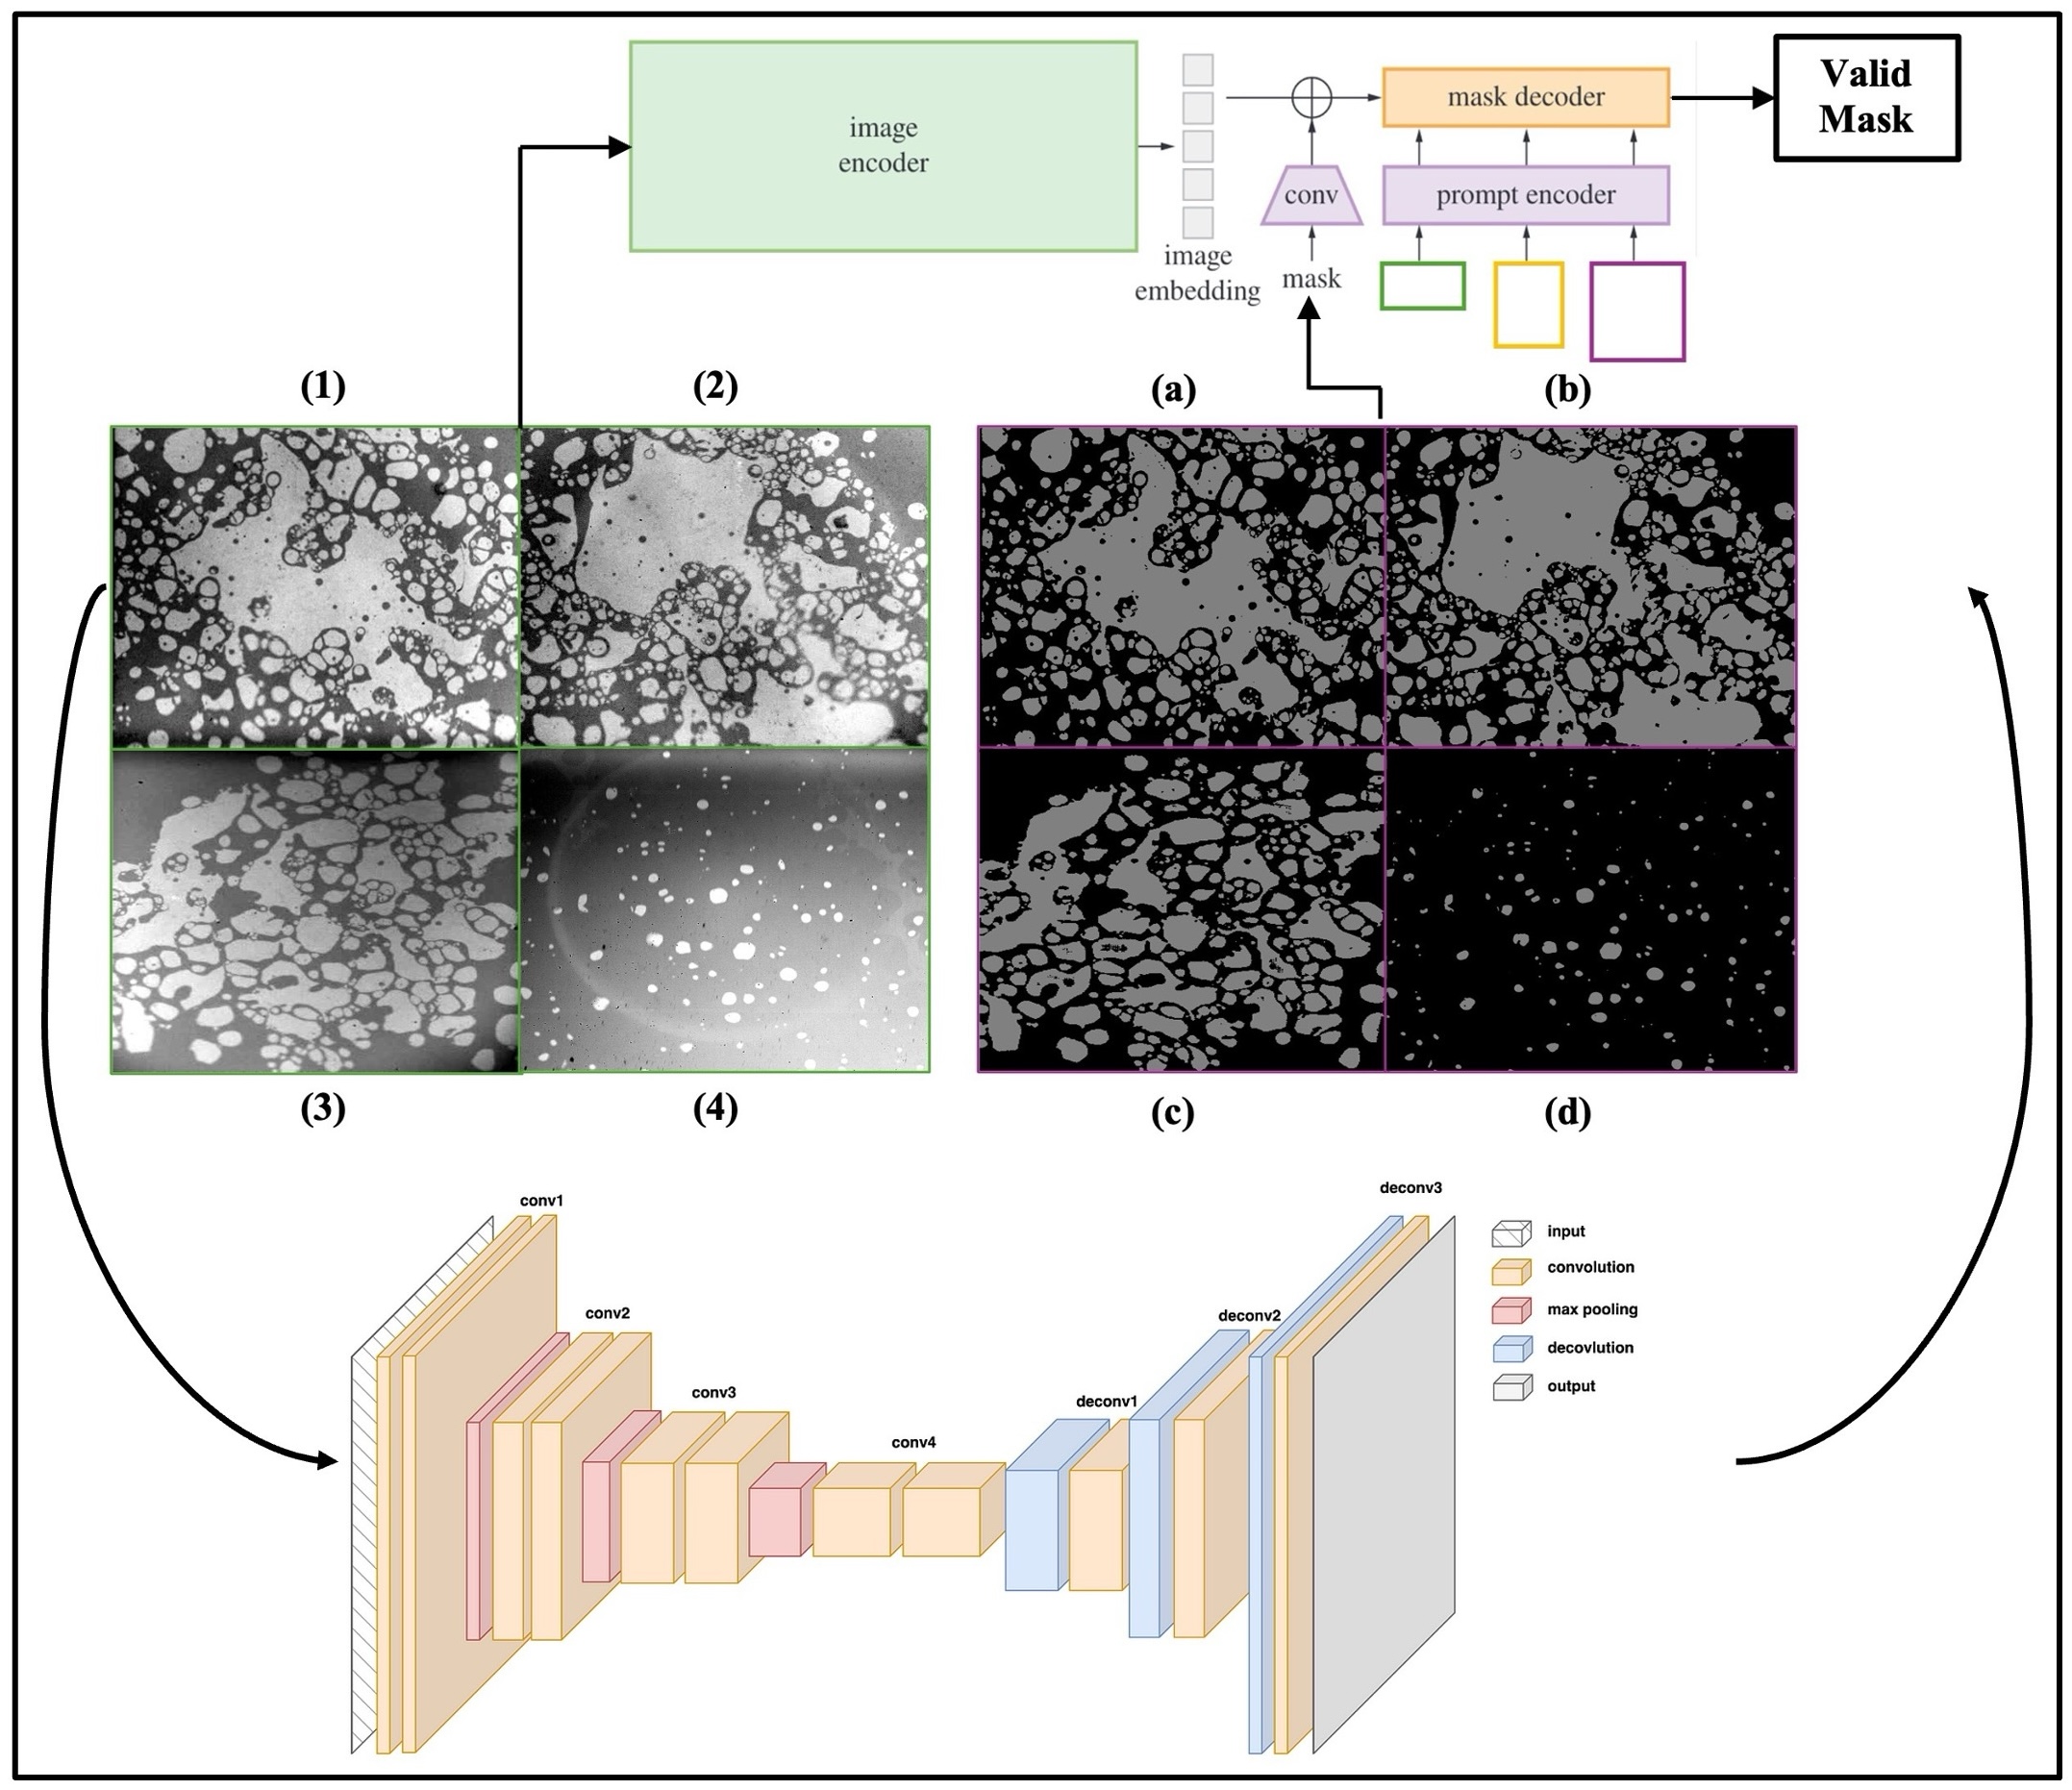 image
encoder
image
embedding
conv
mask
mask decoder
prompt encoder
Valid
Mask
(1)
(2)
(a)
(b)
(3)
(4)
(c)
(d)
conv1
conv2
conv3
conv4
deconv1
deconv2
deconv3
input
convolution
max pooling
decovlution
output